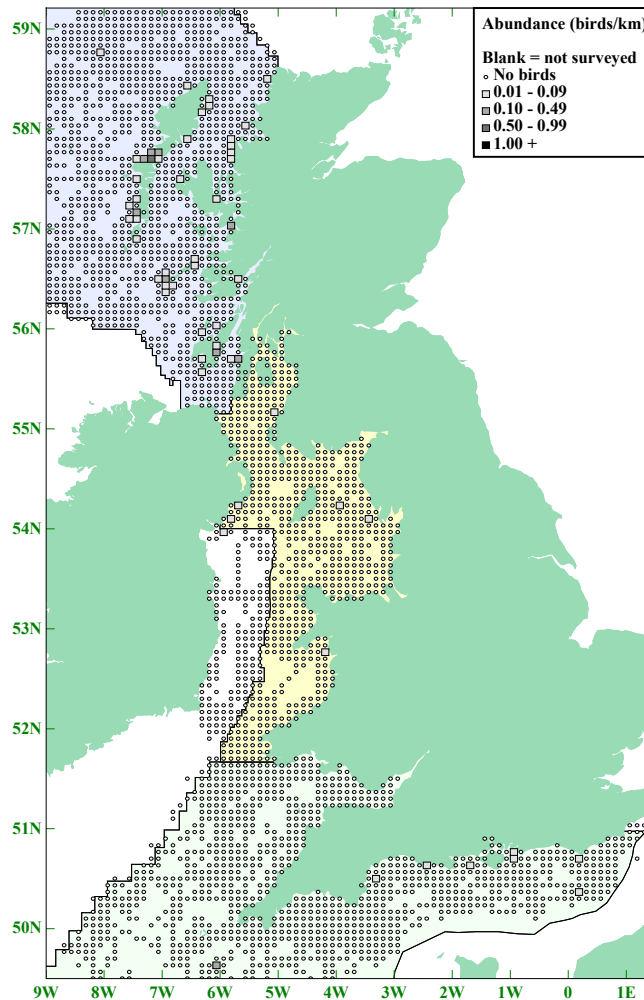 Abundance (birds/km)
Blank = not surveyed
No birds
0.01 - 0.09
0.10 - 0.49
0.50 - 0.99
1.00 +
59N
58N
57N
56N
55N
54N
53N
52N
51N
50N
9W 8W 7W 6W 5W 4W 3W 2W 1W 0 1E